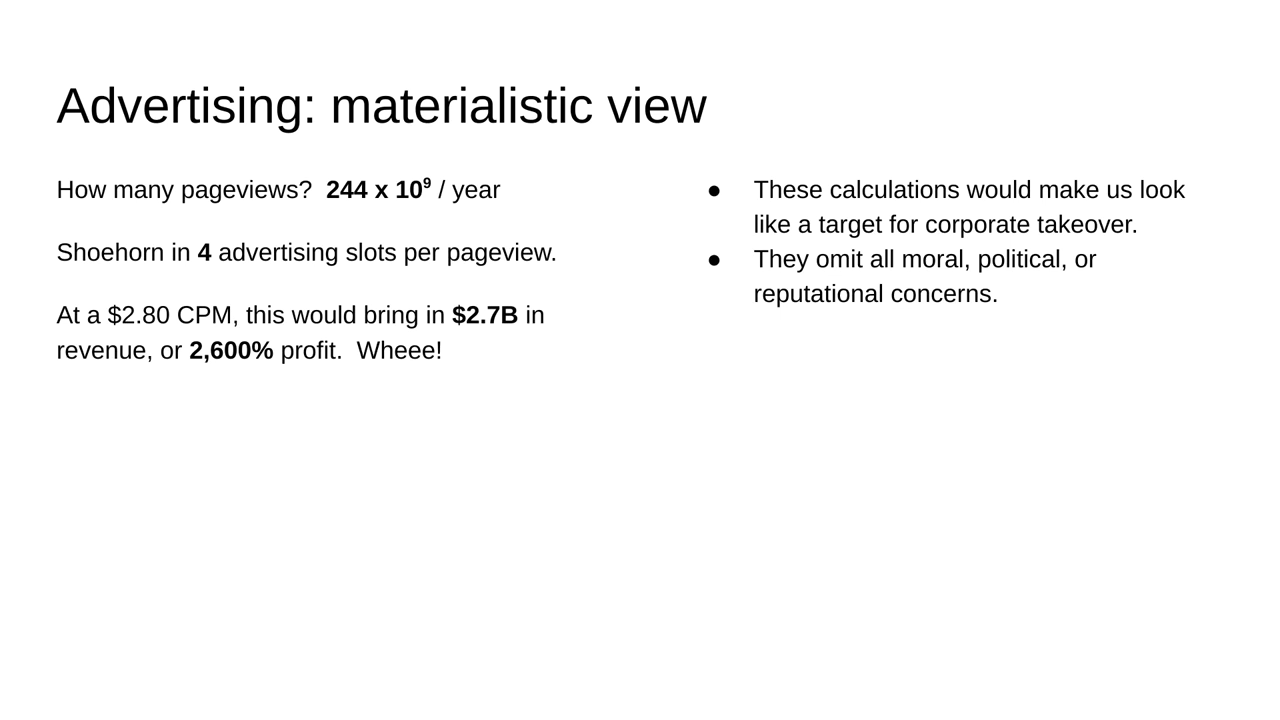 Advertising: materialistic view
How many pageviews?  244 x 10⁹ / year
Shoehorn in 4 advertising slots per pageview.
At a $2.80 CPM, this would bring in $2.7B in
revenue, or 2,600% profit.  Wheee!
● These calculations would make us look
like a target for corporate takeover.
● They omit all moral, political, or
reputational concerns.